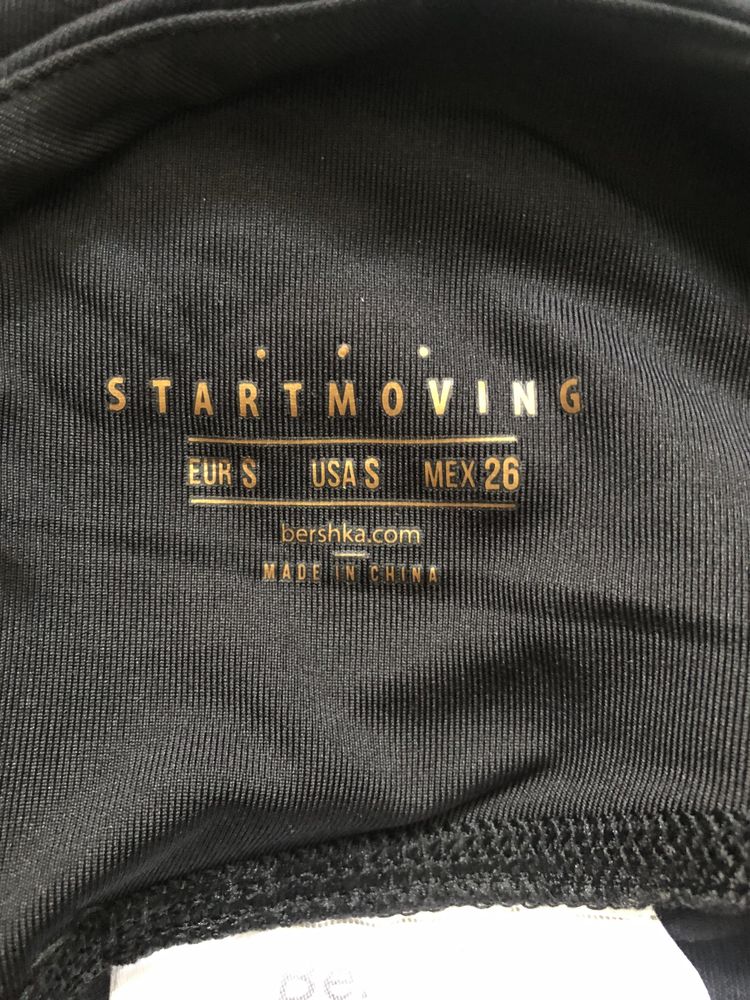 STARTMOVING
EUR S USA S MEX 26
bershka.com
MADE IN CHINA